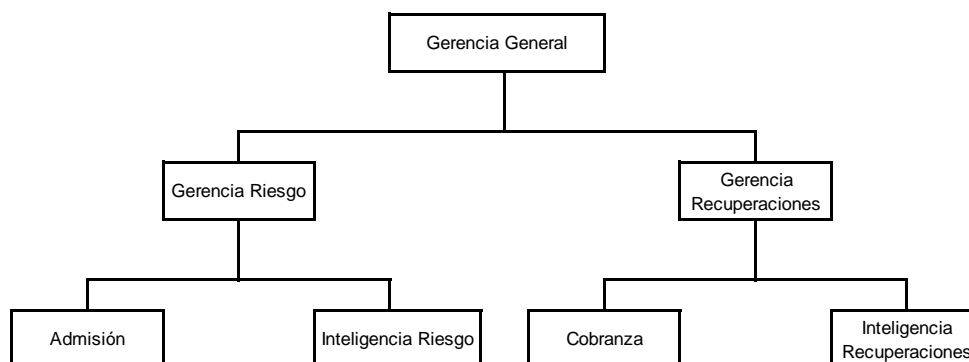 Gerencia General
Gerencia Riesgo
Gerencia
Recuperaciones
Admisión
Inteligencia Riesgo
Cobranza
Inteligencia
Recuperaciones